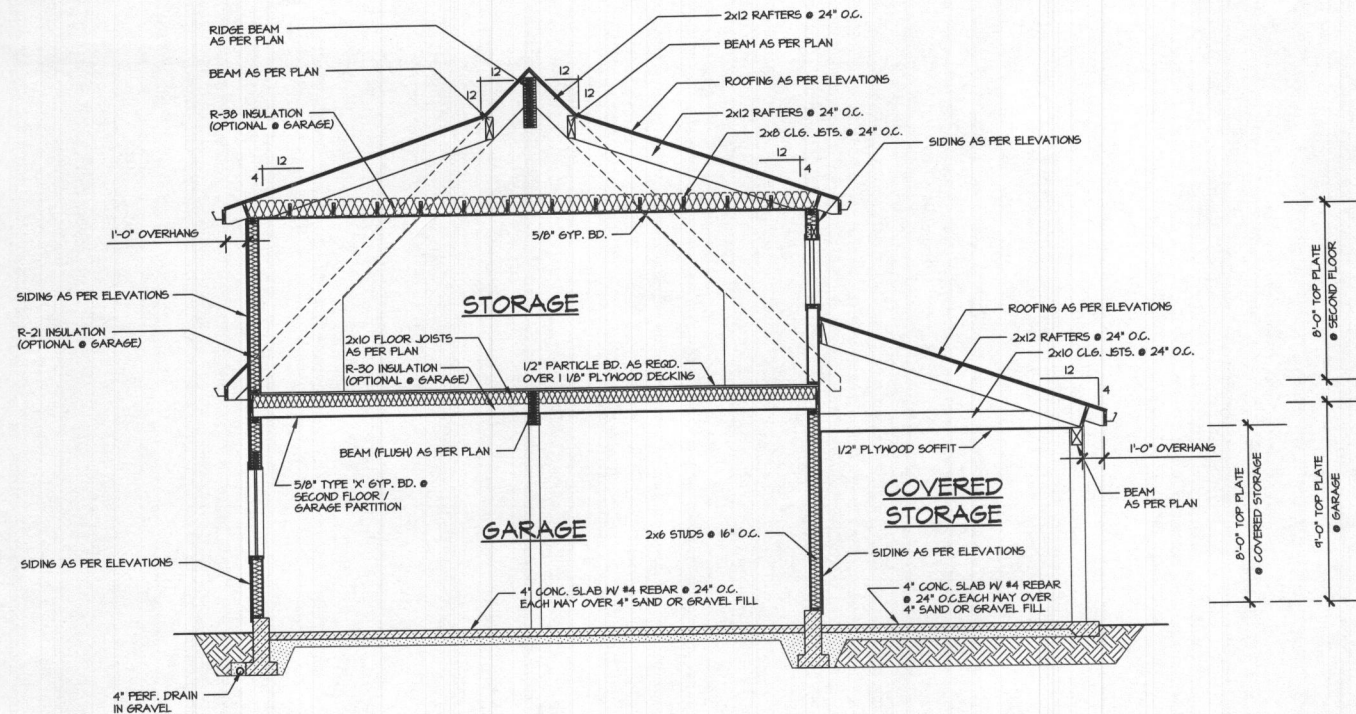 RIDGE BEAM
AS PER PLAN
BEAM AS PER PLAN
R-38 INSULATION
(OPTIONAL @ GARAGE)
2x12 RAFTERS @ 24" O.C.
BEAM AS PER PLAN
ROOFING AS PER ELEVATIONS
2x12 RAFTERS @ 24" O.C.
2x8 CLG. JSTS. @ 24" O.C.
SIDING AS PER ELEVATIONS
12
12
12
12
12
4
12
4
1'-0" OVERHANG
5/8" GYP. BD.
SIDING AS PER ELEVATIONS
R-21 INSULATION
(OPTIONAL @ GARAGE)
STORAGE
2x10 FLOOR JOISTS
AS PER PLAN
R-30 INSULATION
(OPTIONAL @ GARAGE)
1/2" PARTICLE BD. AS REQD.
OVER 1 1/8" PLYWOOD DECKING
ROOFING AS PER ELEVATIONS
2x12 RAFTERS @ 24" O.C.
2x10 CLG. JSTS. @ 24" O.C.
12
4
8'-0" TOP PLATE
@ SECOND FLOOR
BEAM (FLUSH) AS PER PLAN
1/2" PLYWOOD SOFFIT
1'-0" OVERHANG
5/8" TYPE 'X' GYP. BD. @
SECOND FLOOR /
GARAGE PARTITION
COVERED
STORAGE
BEAM
AS PER PLAN
GARAGE
2x6 STUDS @ 16" O.C.
SIDING AS PER ELEVATIONS
SIDING AS PER ELEVATIONS
8'-0" TOP PLATE
@ COVERED STORAGE
9'-0" TOP PLATE
@ GARAGE
4" CONC. SLAB W/ #4 REBAR @ 24" O.C.
EACH WAY OVER 4" SAND OR GRAVEL FILL
4" CONC. SLAB W/ #4 REBAR
@ 24" O.C.EACH WAY OVER
4" SAND OR GRAVEL FILL
4" PERF. DRAIN
IN GRAVEL